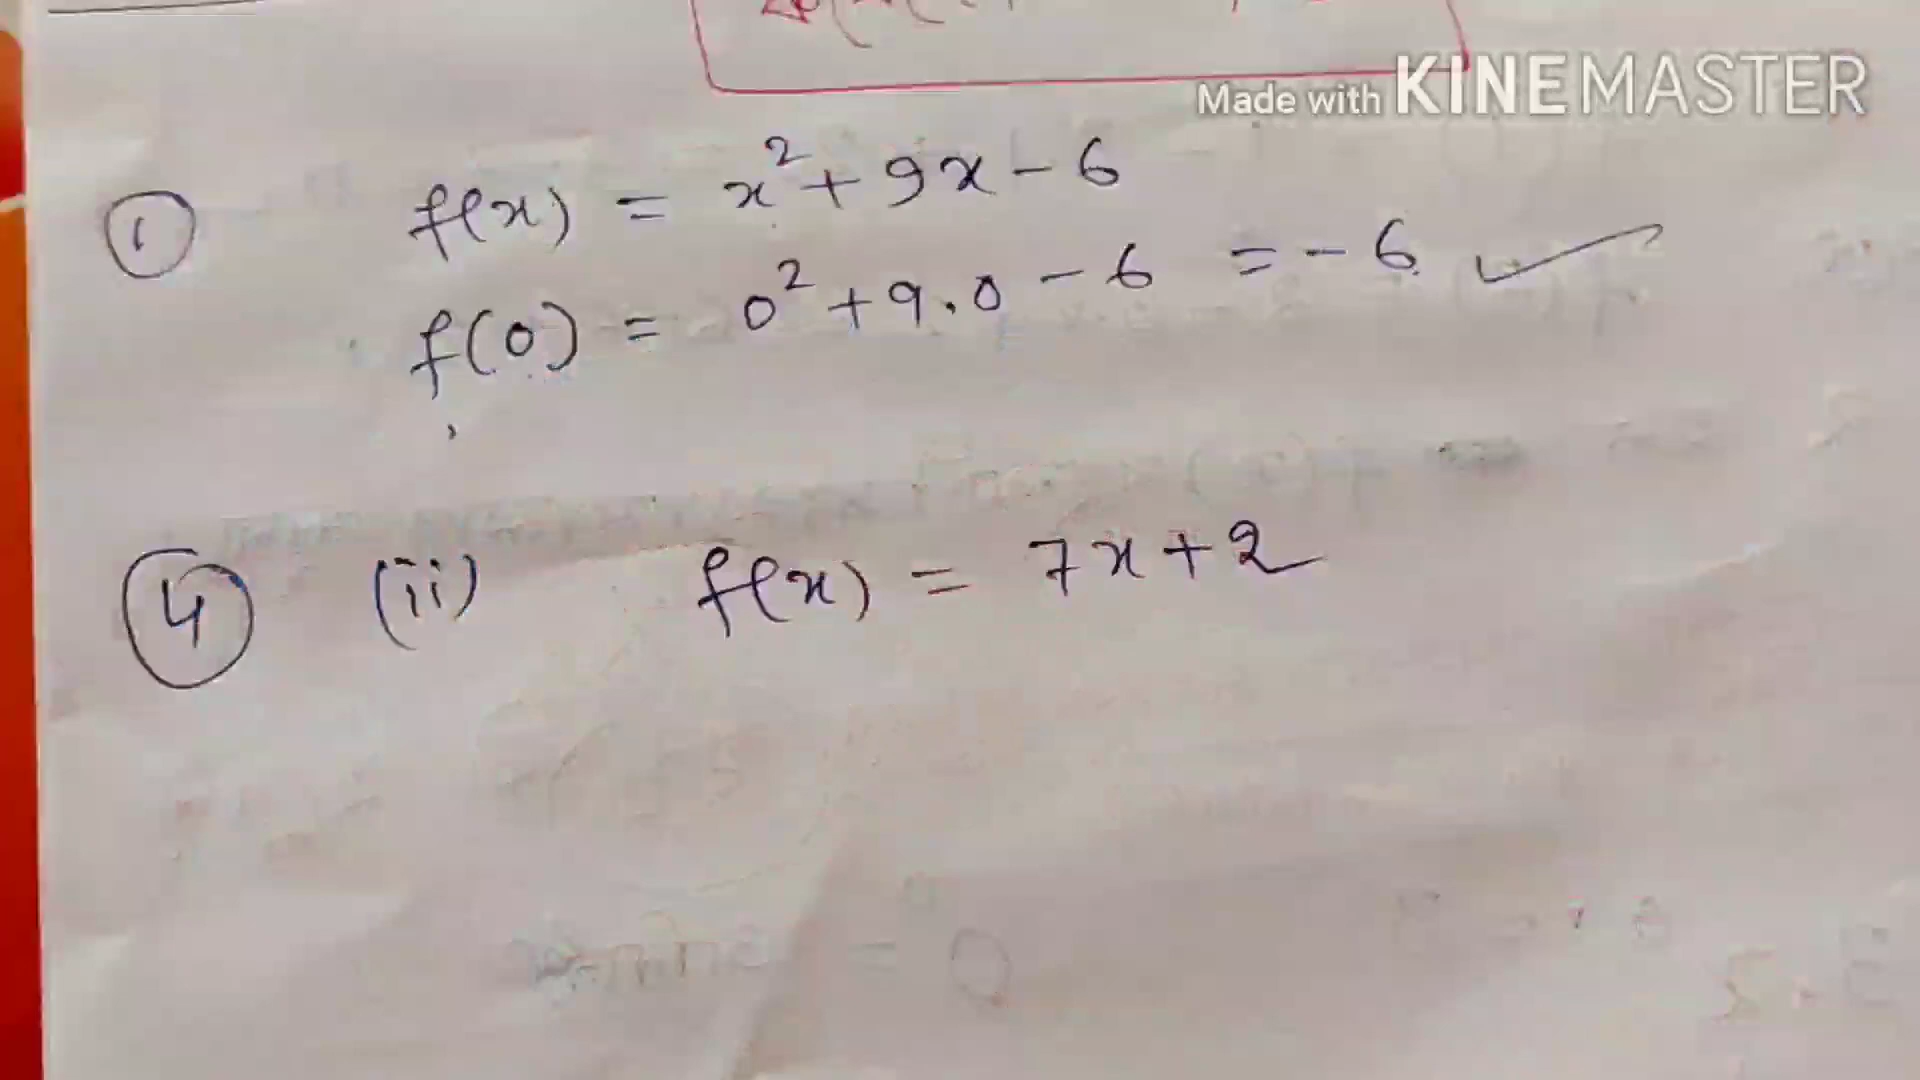 Made with KINEMASTER
① f(x) = x² + 9x - 6
f(0) = 0² + 9.0 - 6 = - 6 ✓
④ (ii) f(x) = 7x + 2